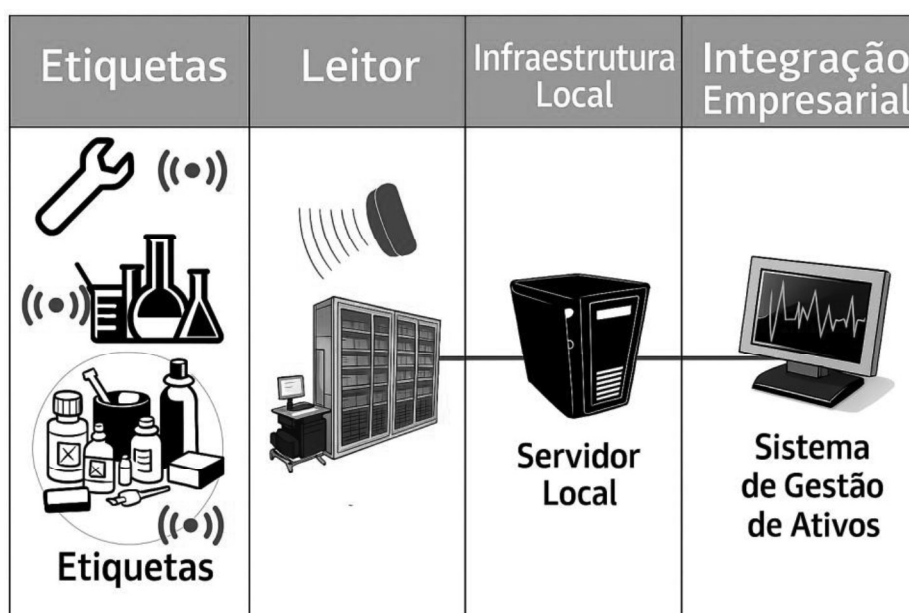 Etiquetas
Leitor
Infraestrutura
Local
Integração
Empresarial
Etiquetas
Servidor
Local
Sistema
de Gestão
de Ativos